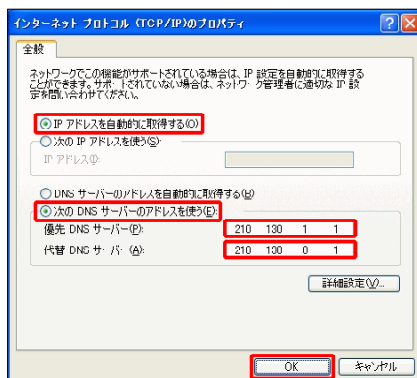 インターネット プロトコル (TCP/IP)のプロパティ
全般
ネットワークでこの機能がサポートされている場合は、IP 設定を自動的に取得する
ことができます。サポートされていない場合は、ネットワーク管理者に適切な IP 設
定を問い合わせてください。
IP アドレスを自動的に取得する(O)
次の IP アドレスを使う(S):
IP アドレス(I):
DNS サーバーのアドレスを自動的に取得する(B)
次の DNS サーバーのアドレスを使う(E):
優先 DNS サーバー(P): 210 130 1 1
代替 DNS サーバー(A): 210 130 0 1
詳細設定(V)...
OK キャンセル